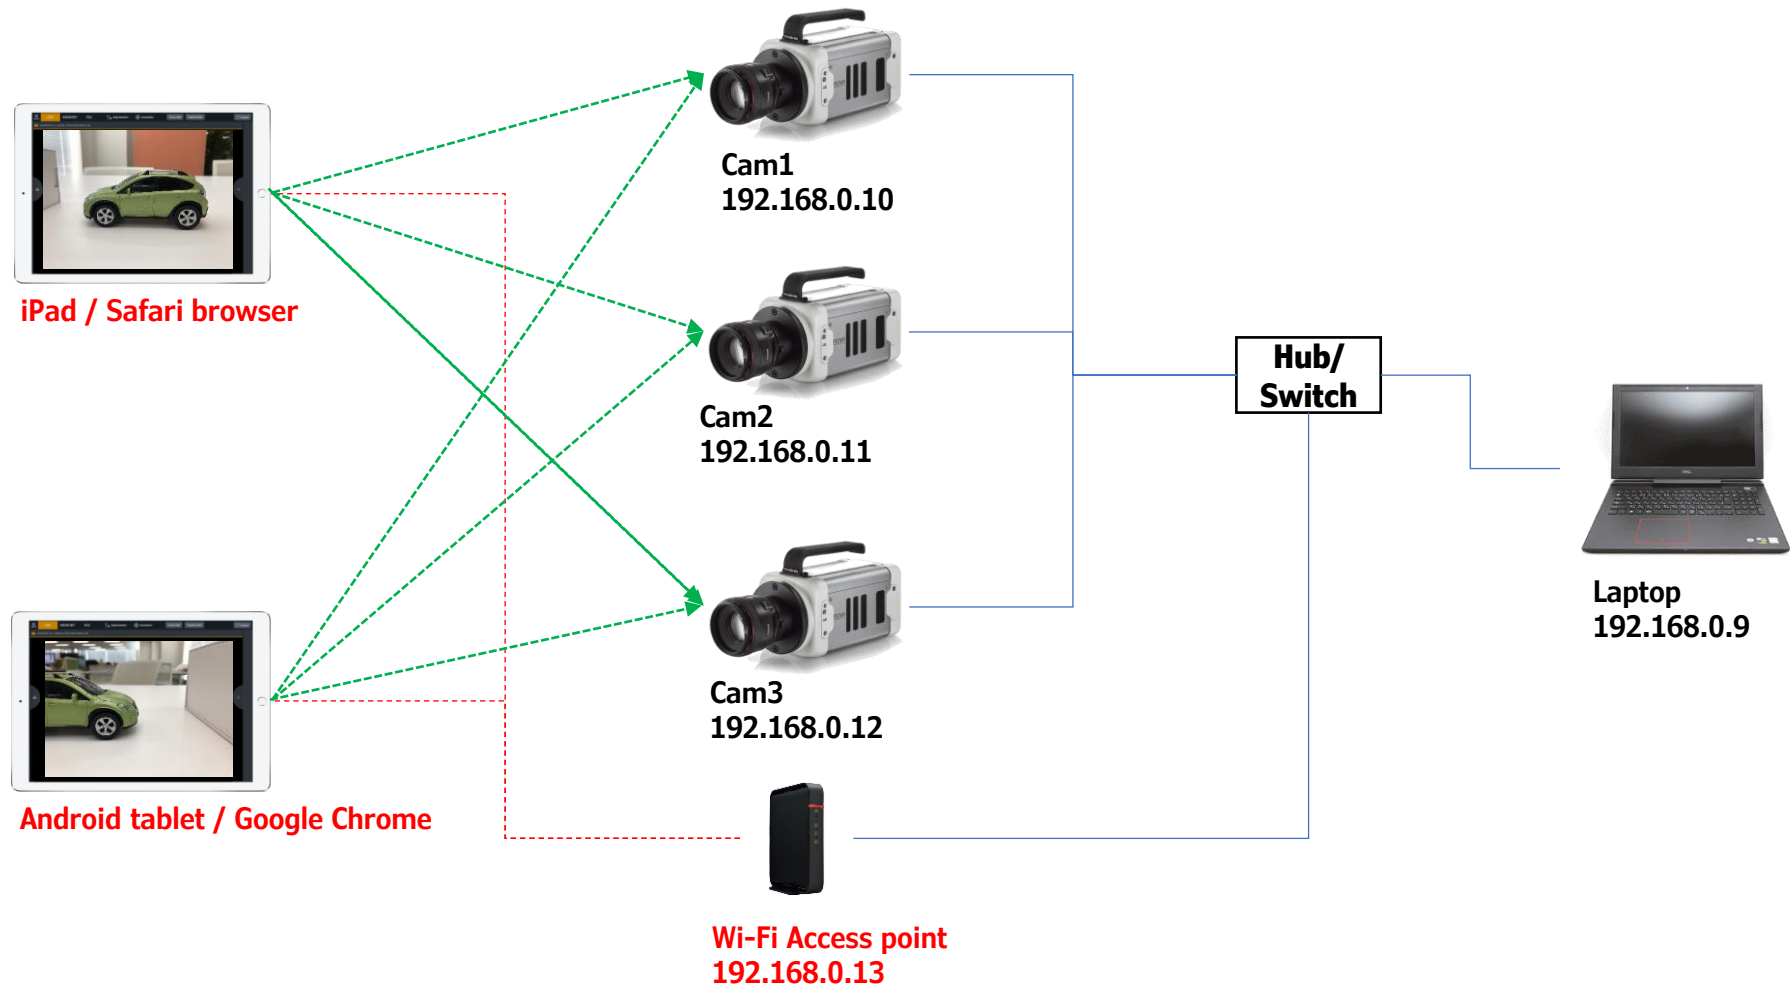 Cam1
192.168.0.10
iPad / Safari browser
Hub/
Switch
Cam2
192.168.0.11
Laptop
192.168.0.9
Cam3
192.168.0.12
Android tablet / Google Chrome
Wi-Fi Access point
192.168.0.13